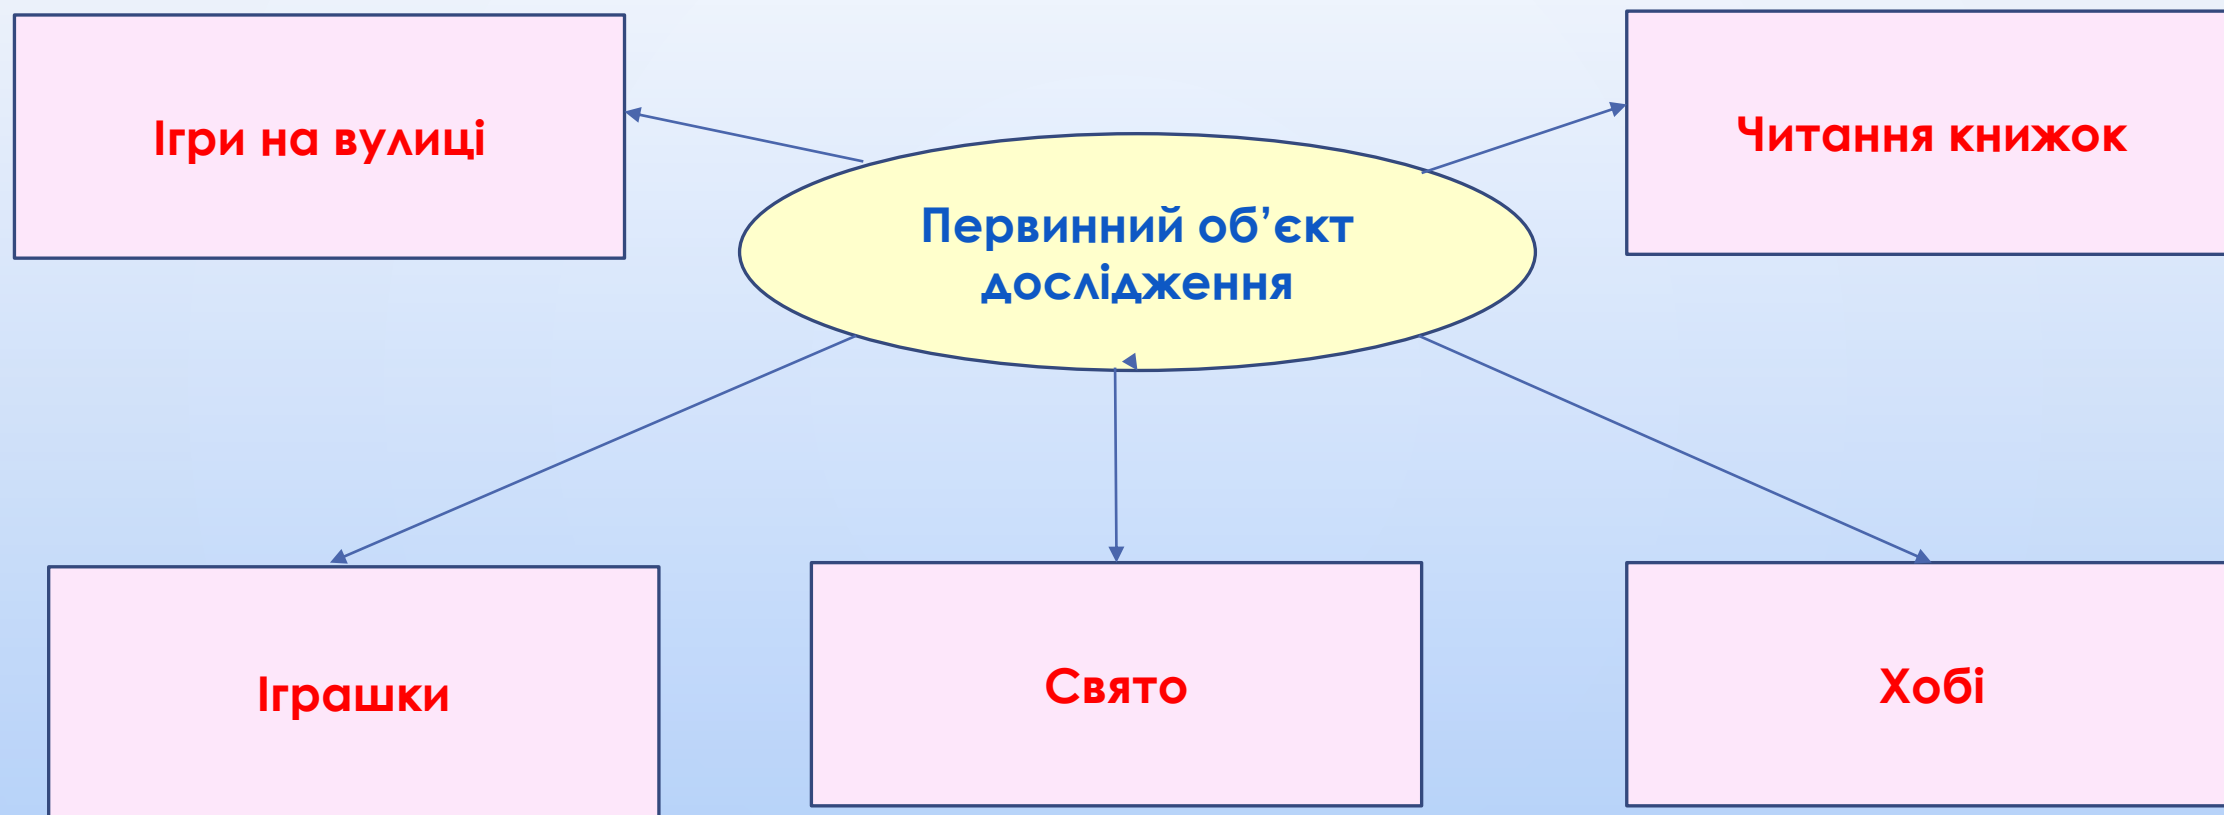 Ігри на вулиці
Читання книжок
Первинний об’єкт
дослідження
Іграшки
Свято
Хобі